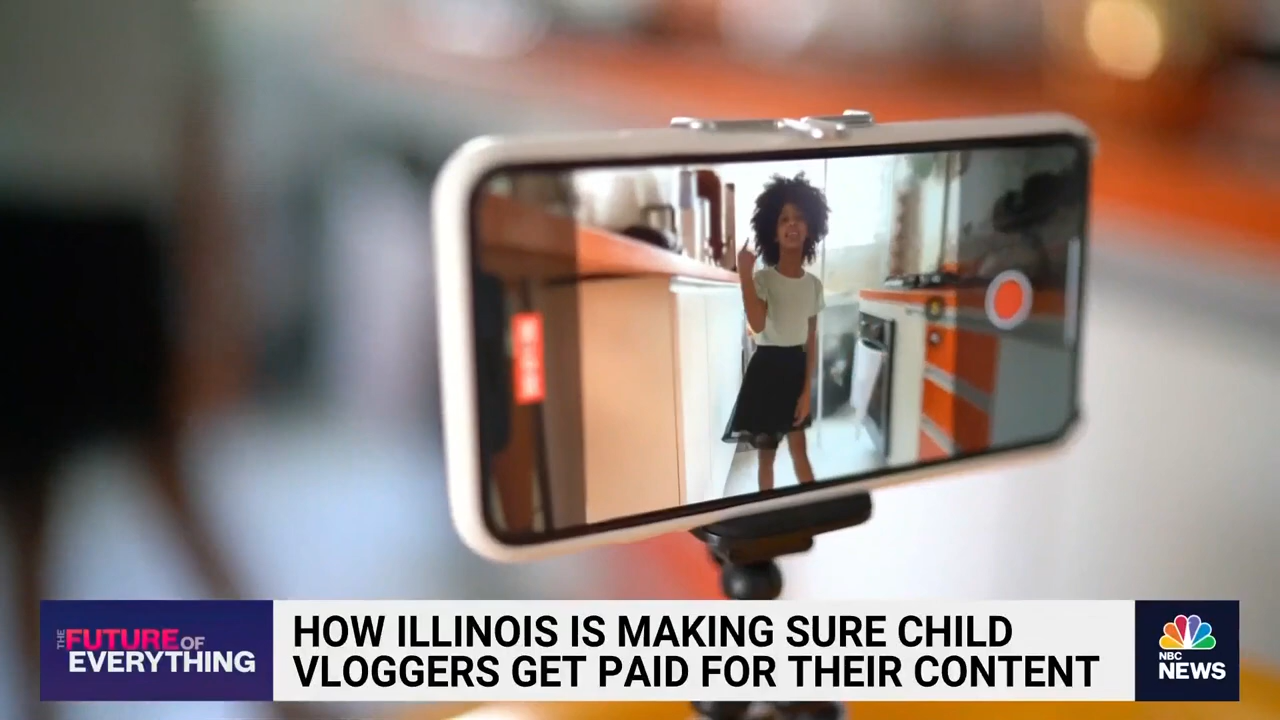 THE FUTURE OF
EVERYTHING
HOW ILLINOIS IS MAKING SURE CHILD
VLOGGERS GET PAID FOR THEIR CONTENT
NBC
NEWS